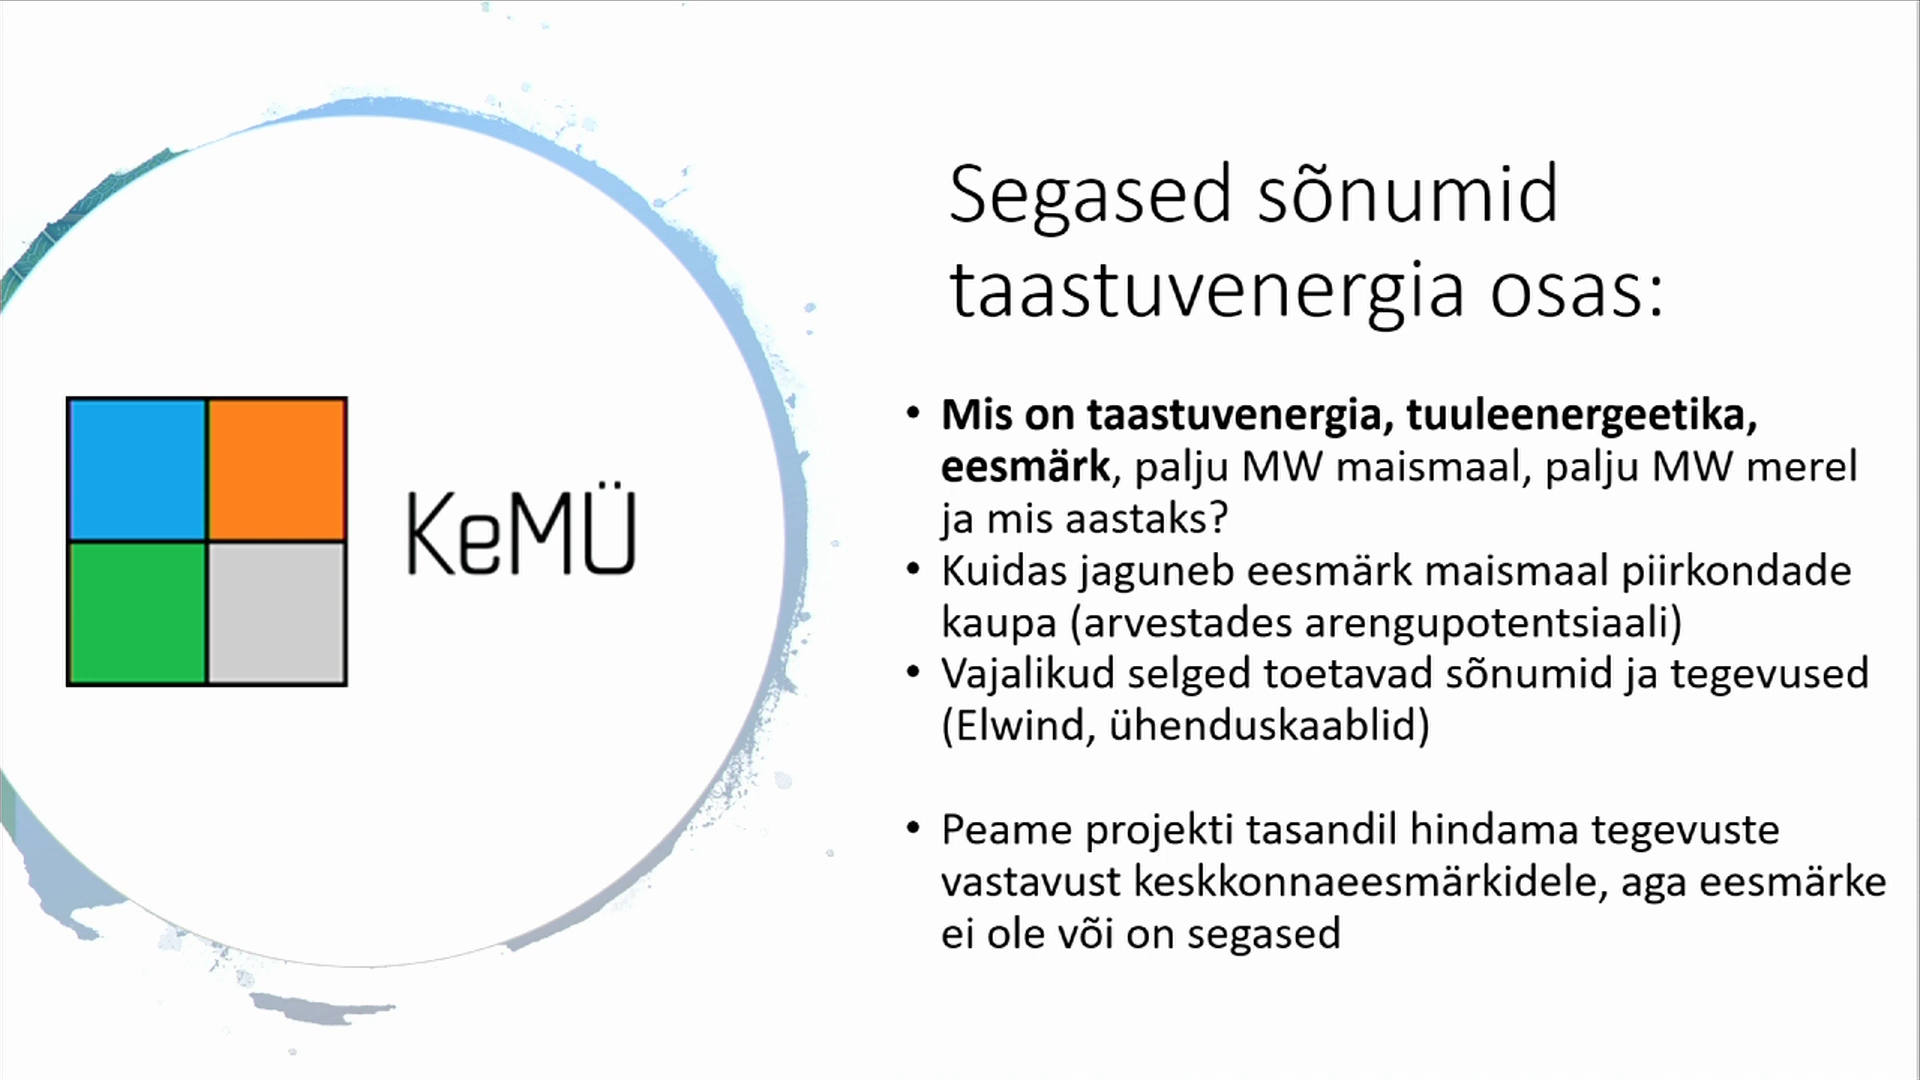 KeMÜ
Segased sõnumid
taastuvenergia osas:
• Mis on taastuvenergia, tuuleenergeetika,
eesmärk, palju MW maismaal, palju MW merel
ja mis aastaks?
• Kuidas jaguneb eesmärk maismaal piirkondade
kaupa (arvestades arengupotentsiaali)
• Vajalikud selged toetavad sõnumid ja tegevused
(Elwind, ühenduskaablid)
• Peame projekti tasandil hindama tegevuste
vastavust keskkonnaeesmärkidele, aga eesmärke
ei ole või on segased